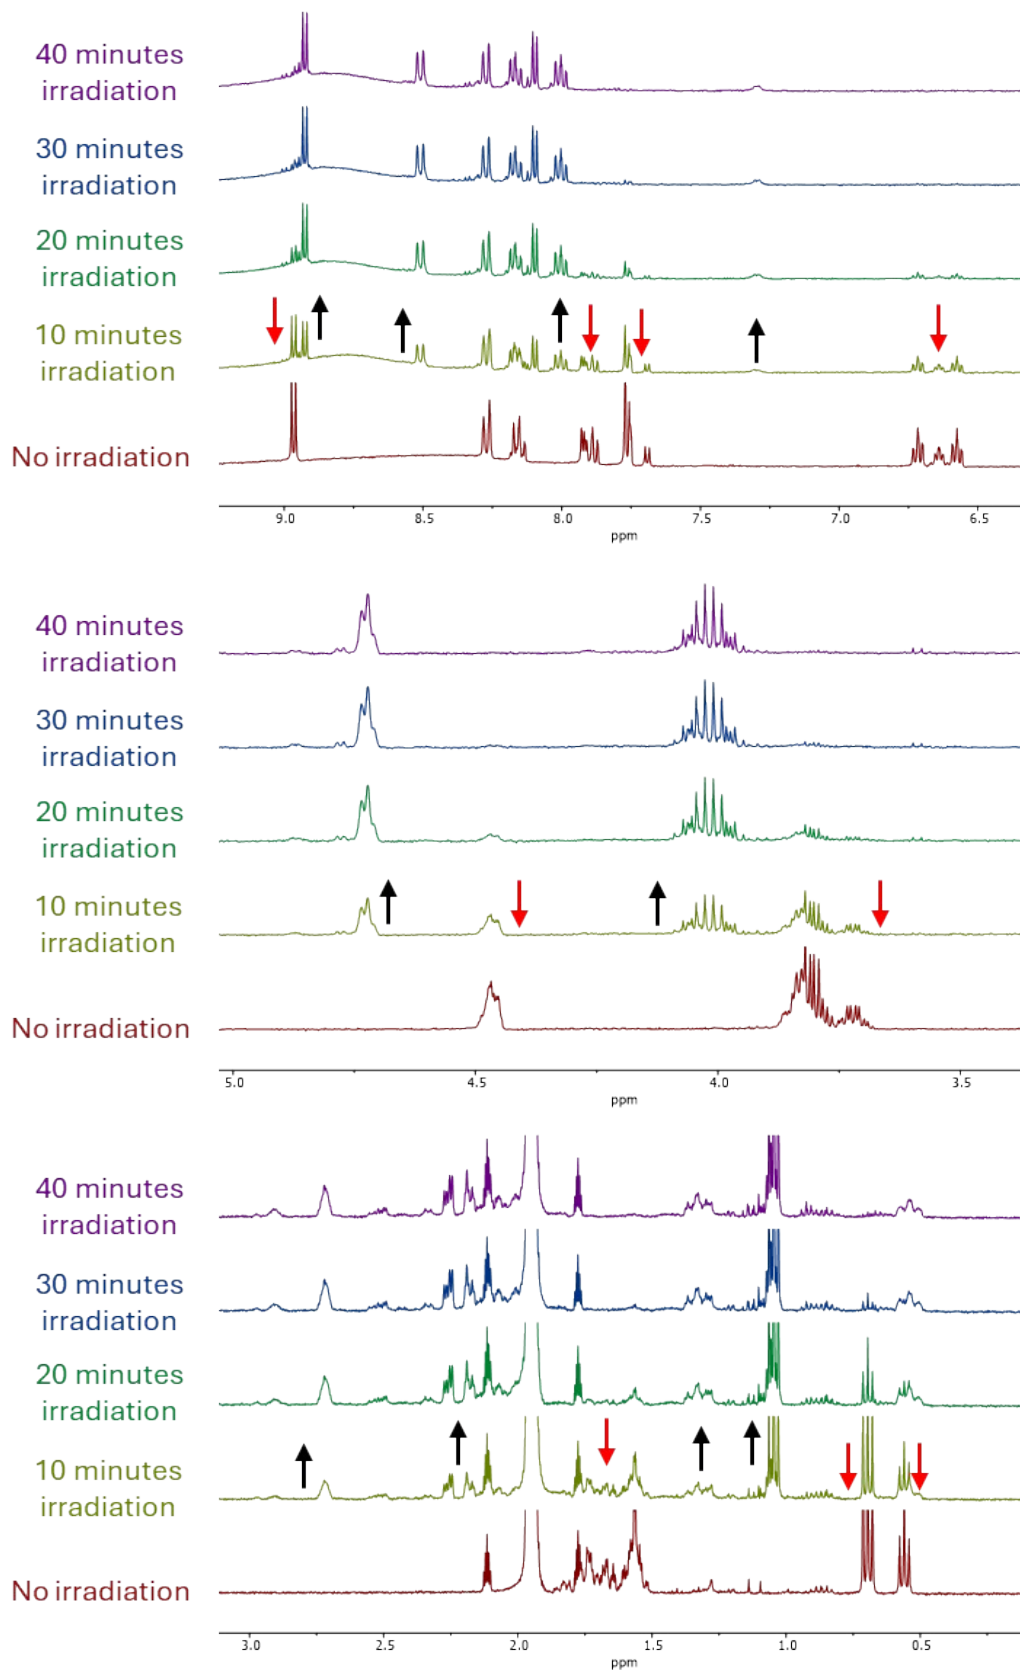 40 minutes
irradiation
30 minutes
irradiation
20 minutes
irradiation
10 minutes
irradiation
No irradiation
9.0 8.5 8.0 7.5 7.0 6.5
ppm
40 minutes
irradiation
30 minutes
irradiation
20 minutes
irradiation
10 minutes
irradiation
No irradiation
5.0 4.5 4.0 3.5
ppm
40 minutes
irradiation
30 minutes
irradiation
20 minutes
irradiation
10 minutes
irradiation
No irradiation
3.0 2.5 2.0 1.5 1.0 0.5
ppm